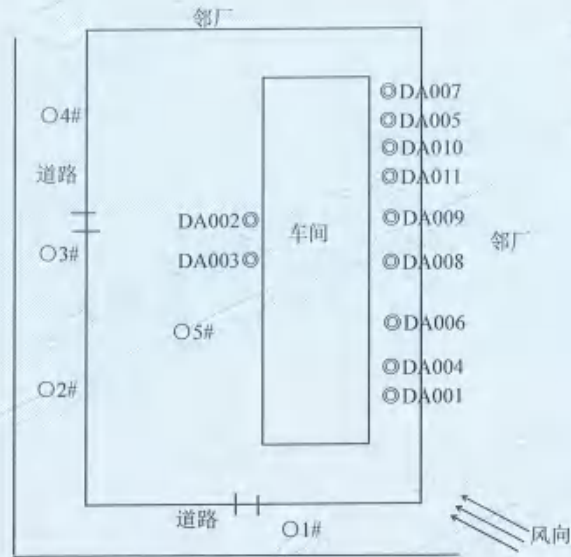 邻厂
◎DA007
○4#
◎DA005
◎DA010
道路
◎DA011
DA002◎
◎DA009
车间
邻厂
○3#
DA003◎
◎DA008
○5#
◎DA006
◎DA004
○2#
◎DA001
道路
○1#
风向